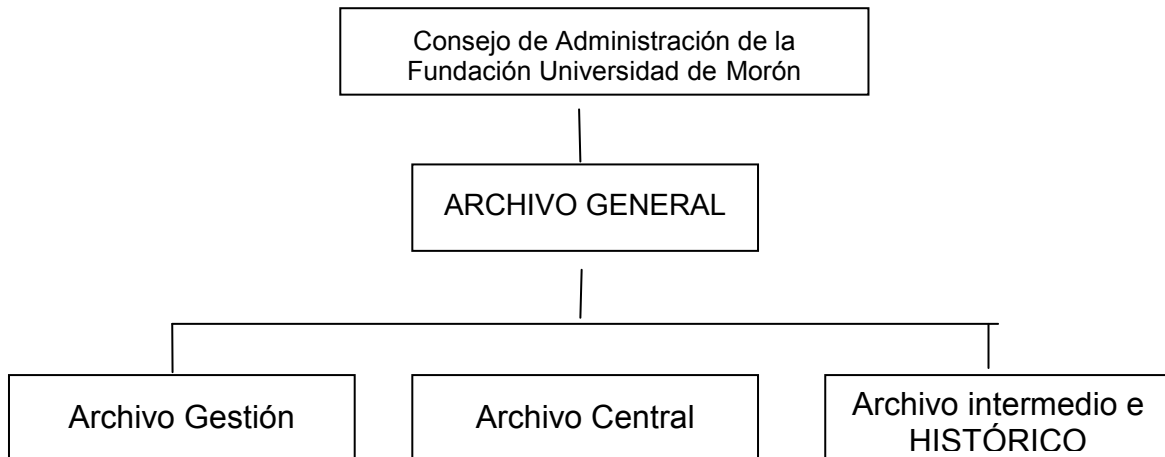 Consejo de Administración de la
Fundación Universidad de Morón
ARCHIVO GENERAL
Archivo Gestión
Archivo Central
Archivo intermedio e
HISTÓRICO